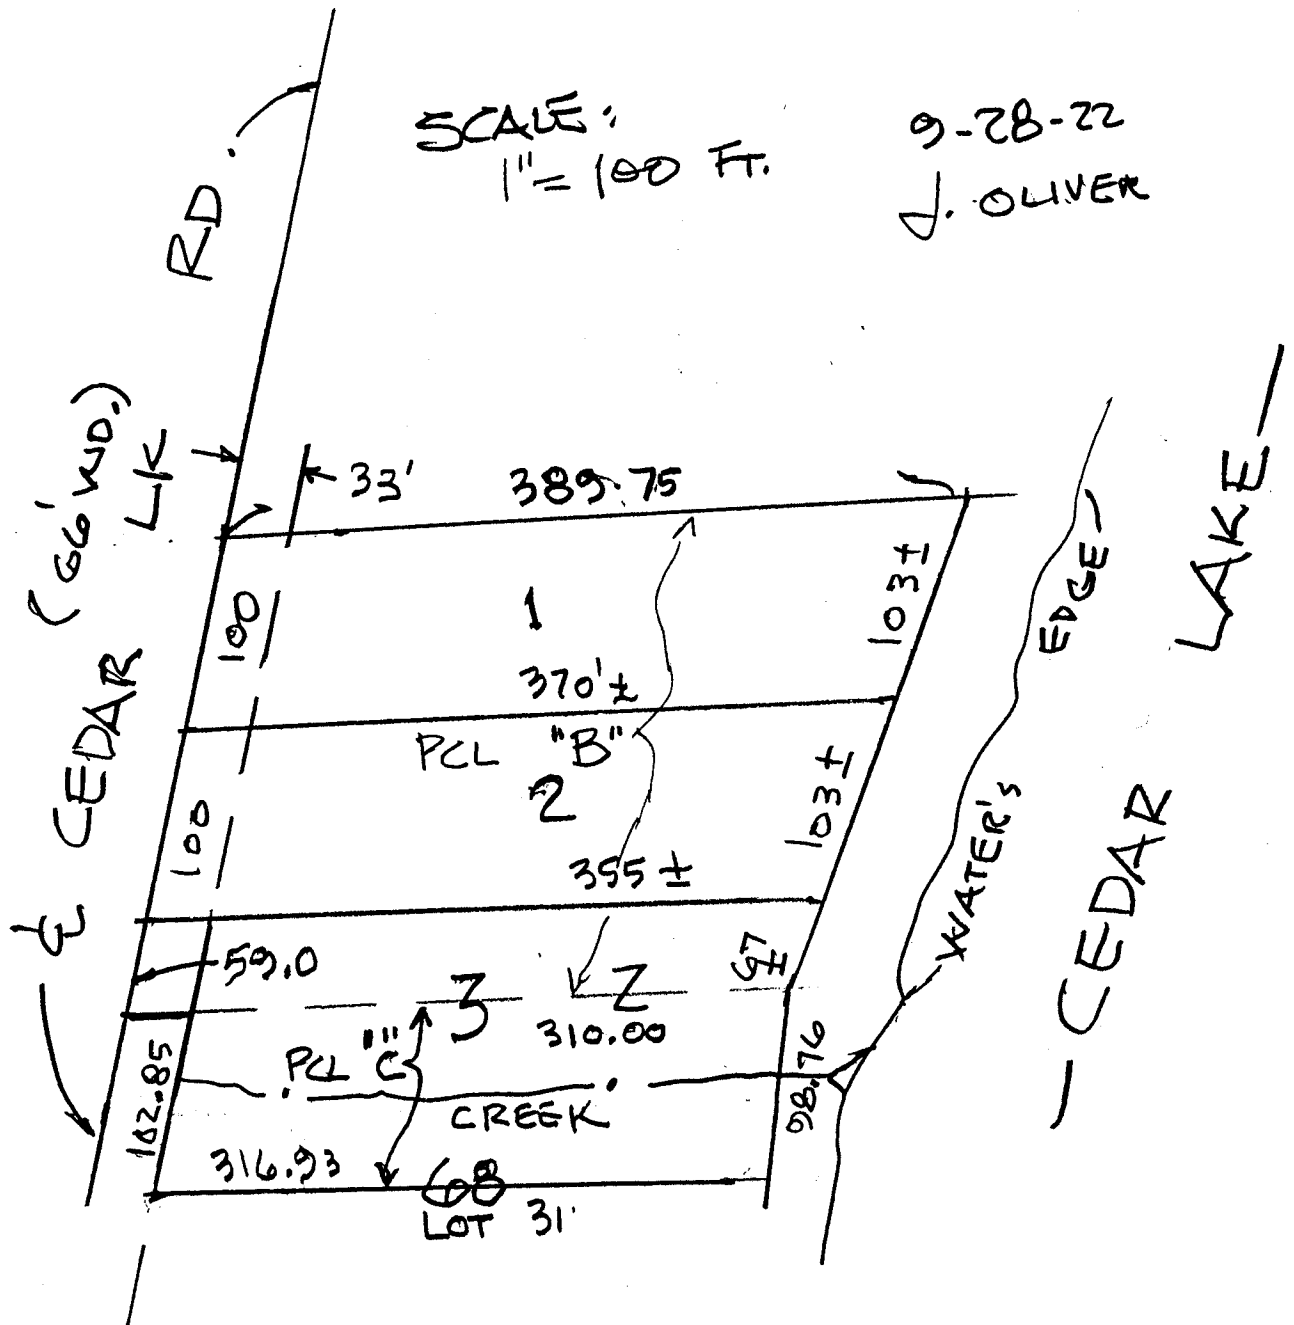 SCALE:
1"= 100 FT.
9-28-22
J. OLIVER
℄ CEDAR LK RD.
(66' WD.)
33'
389.75
100
1
103±
370'±
PCL "B"
2
100
103±
355±
59.0
3
Z
67±
310.00
PCL "C"
102.85
CREEK
98.76
316.93
68
LOT 31
WATER'S EDGE
— CEDAR LAKE —